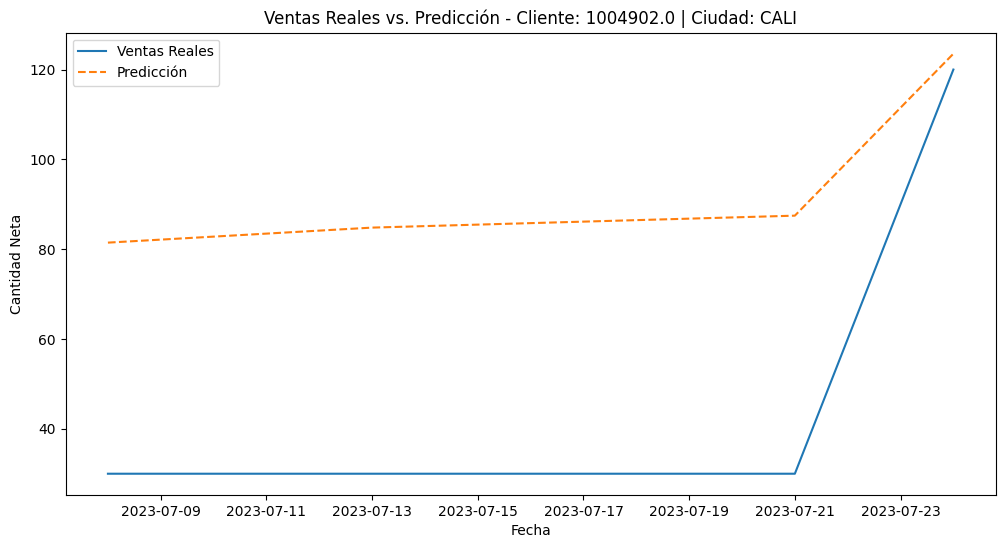 Ventas Reales vs. Predicción - Cliente: 1004902.0 | Ciudad: CALI
Ventas Reales
Predicción
Cantidad Neta
120
100
80
60
40
2023-07-09 2023-07-11 2023-07-13 2023-07-15 2023-07-17 2023-07-19 2023-07-21 2023-07-23
Fecha